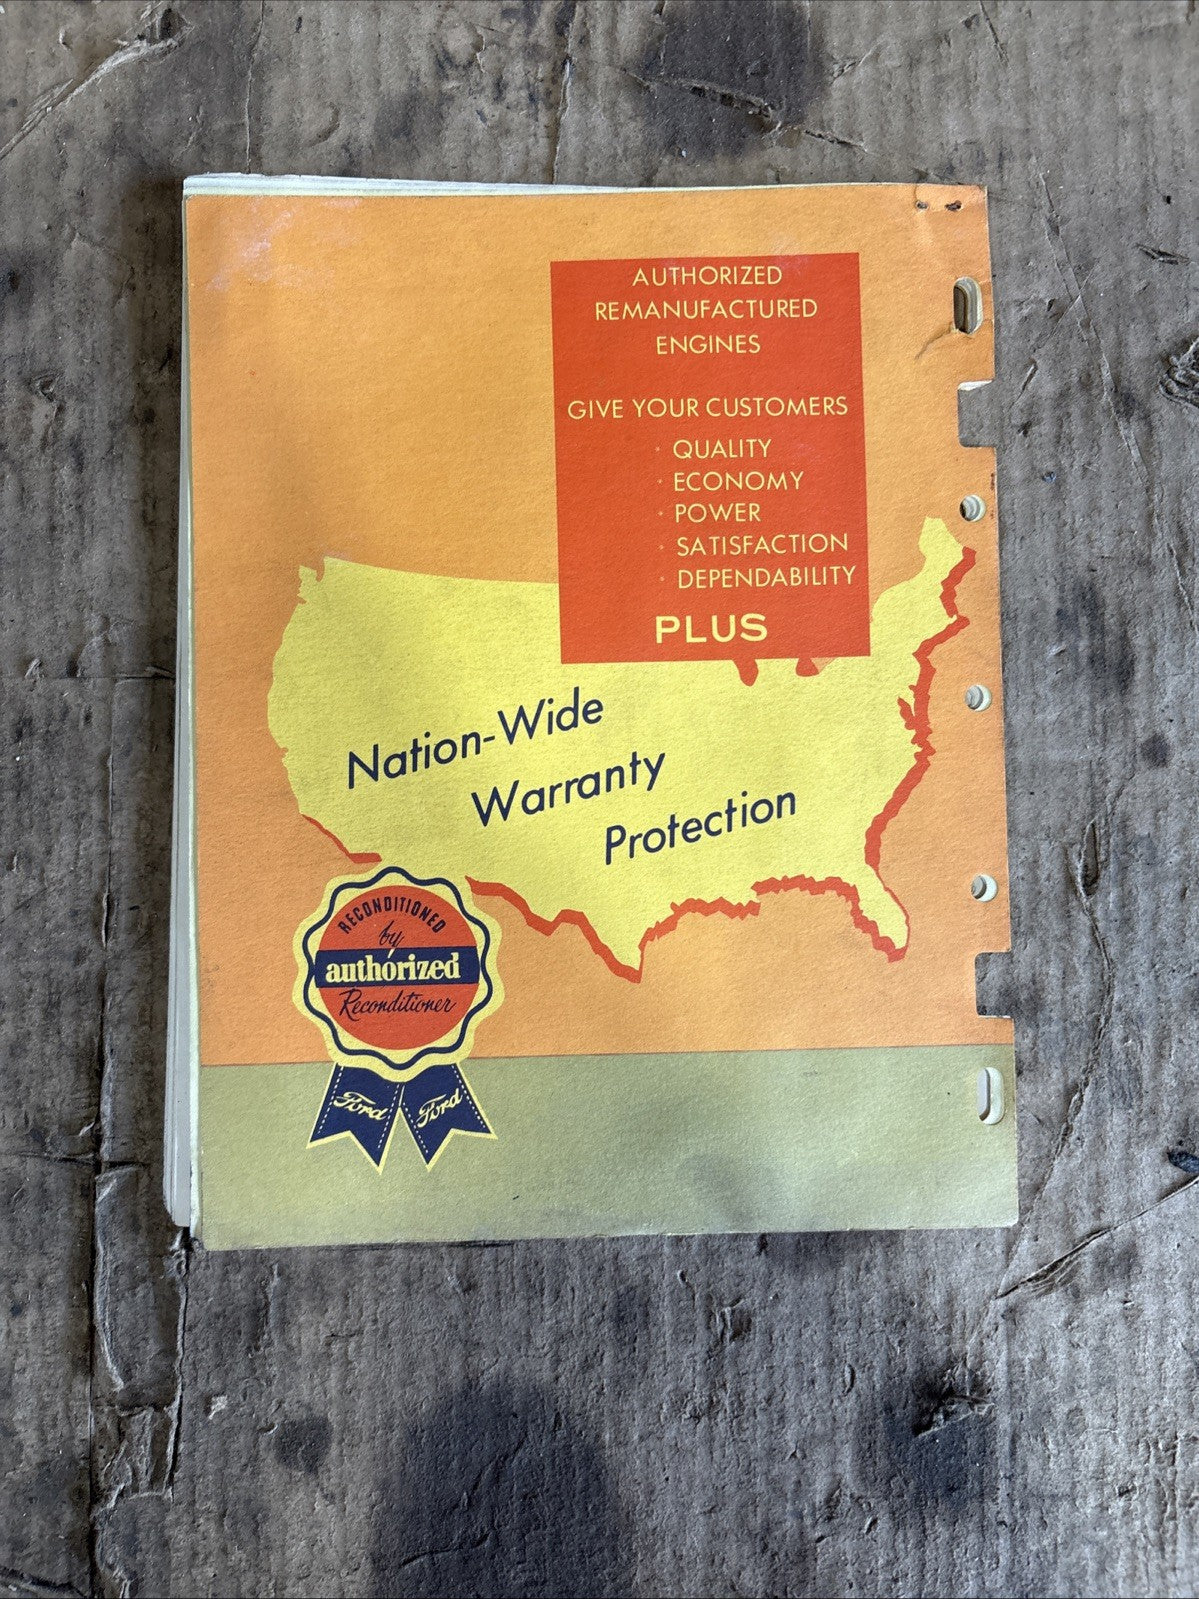 AUTHORIZED
REMANUFACTURED
ENGINES
GIVE YOUR CUSTOMERS
· QUALITY
· ECONOMY
· POWER
· SATISFACTION
· DEPENDABILITY
PLUS
Nation-Wide
Warranty
Protection
RECONDITIONED
by
authorized
Reconditioner
Ford Ford